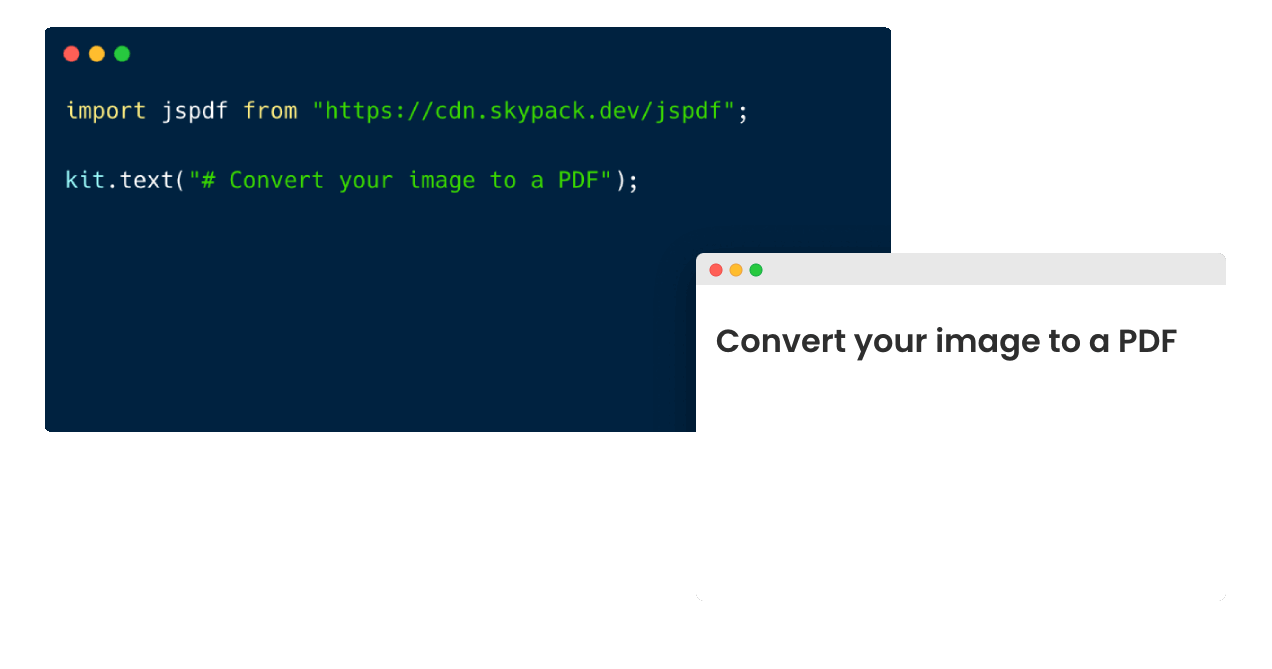 import jspdf from "https://cdn.skypack.dev/jspdf";
kit.text("# Convert your image to a PDF");
Convert your image to a PDF